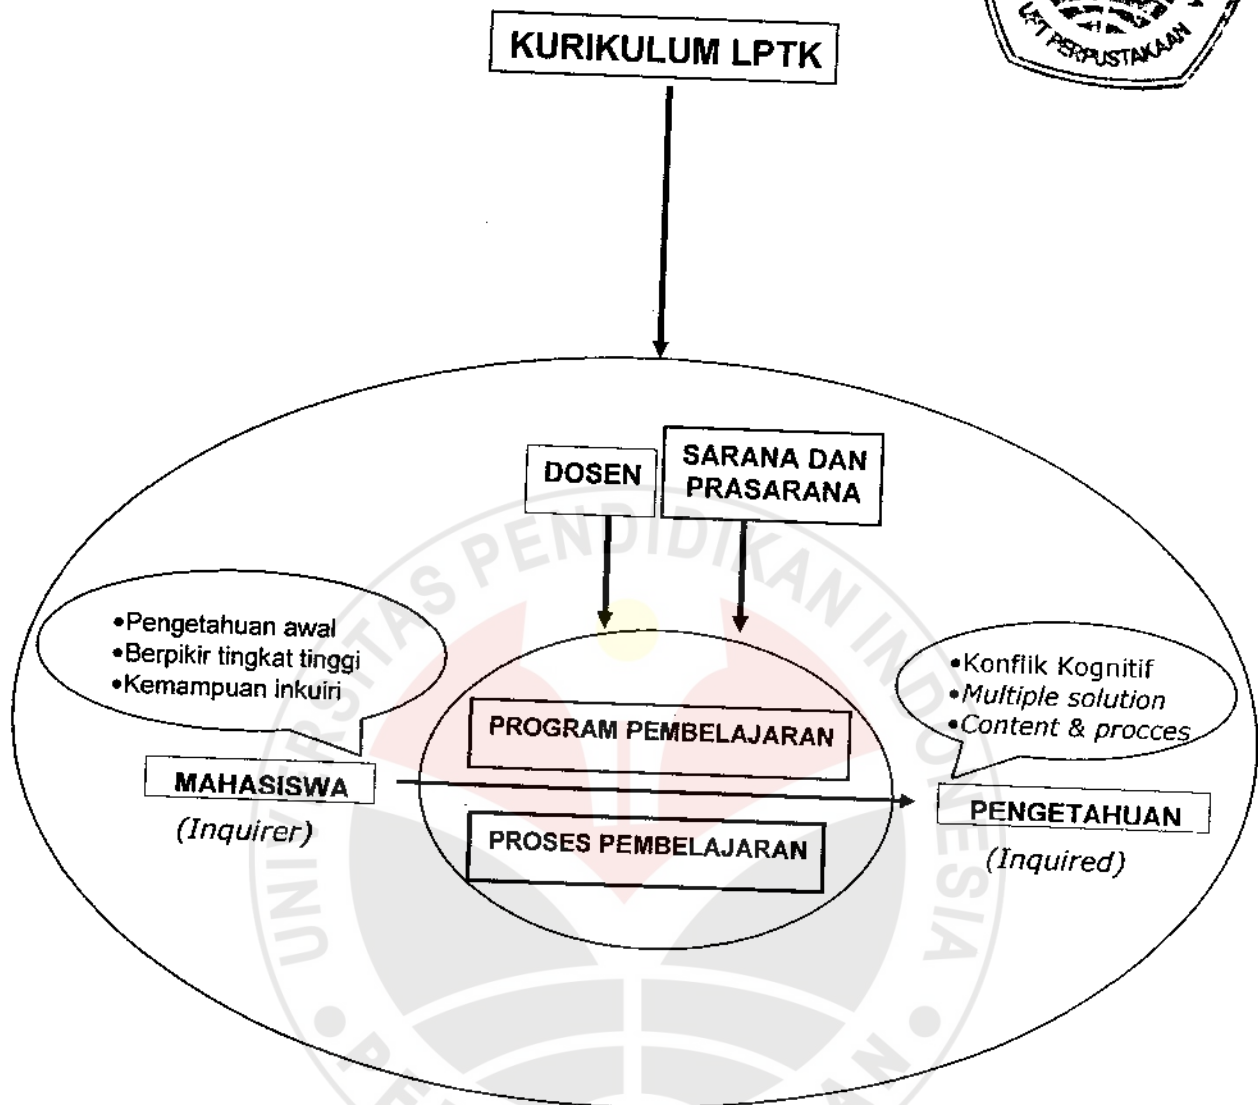 KURIKULUM LPTK
UPT PERPUSTAKAAN
DOSEN
SARANA DAN
PRASARANA
•Pengetahuan awal
•Berpikir tingkat tinggi
•Kemampuan inkuiri
•Konflik Kognitif
•Multiple solution
•Content & procces
PROGRAM PEMBELAJARAN
MAHASISWA
(Inquirer)
PENGETAHUAN
(Inquired)
PROSES PEMBELAJARAN
UNIVERSITAS PENDIDIKAN INDONESIA